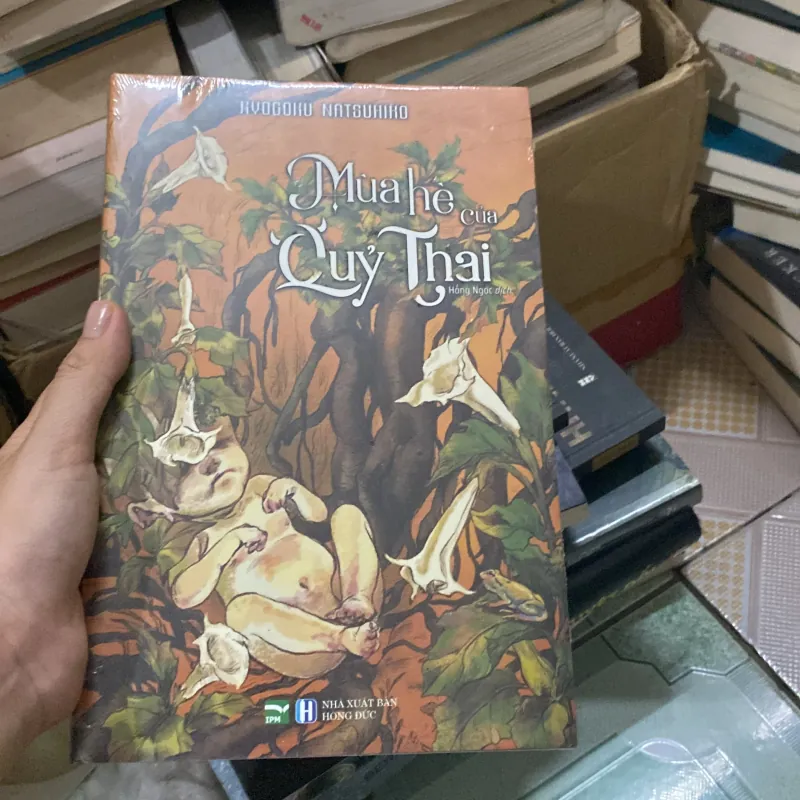 KYOGOKU NATSUHIKO
Mùa hè
của
Quỷ Thai
Hồng Ngọc dịch
IPM
H
NHÀ XUẤT BẢN
HỒNG ĐỨC